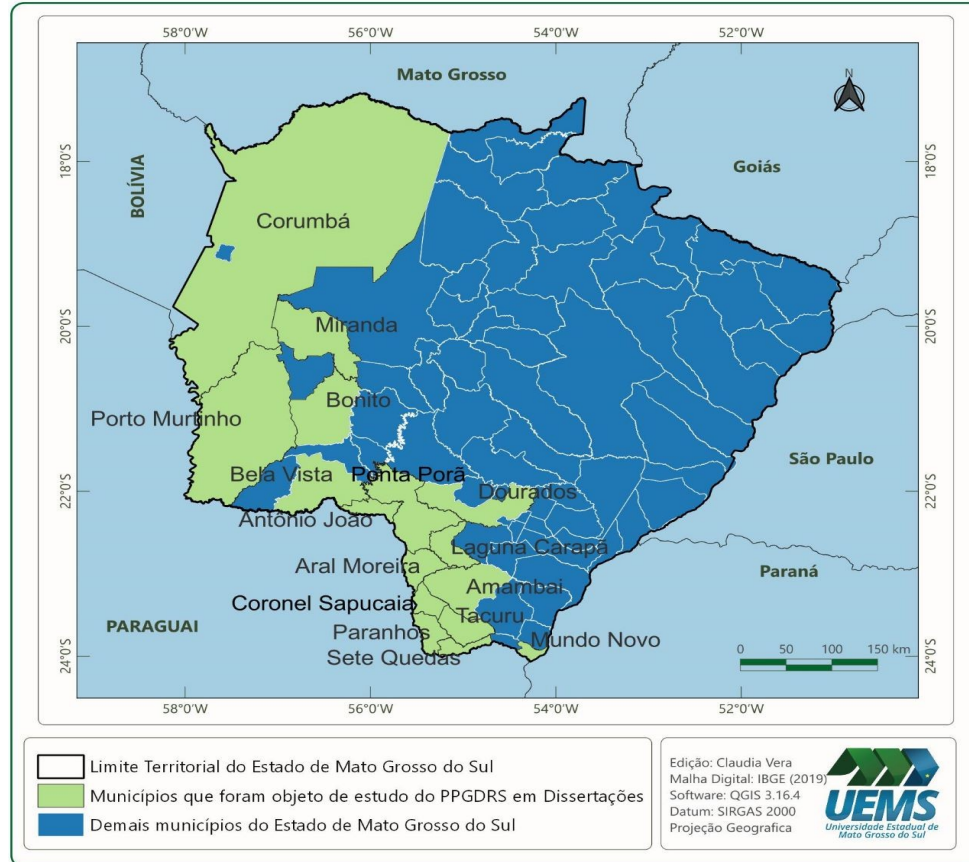 58°0'W 56°0'W 54°0'W 52°0'W
Mato Grosso
N
18°0'S
18°0'S
BOLÍVIA
Goiás
Corumbá
20°0'S
20°0'S
Miranda
Bonito
Porto Murtinho
São Paulo
Bela Vista
Ponta Porã
22°0'S
Dourados
22°0'S
Antônio João
Laguna Carapã
Aral Moreira
Amambai
Paraná
Coronel Sapucaia
Tacuru
PARAGUAI
Paranhos
Mundo Novo
Sete Quedas
24°0'S
24°0'S
0 50 100 150 km
58°0'W 56°0'W 54°0'W 52°0'W
Limite Territorial do Estado de Mato Grosso do Sul
Municípios que foram objeto de estudo do PPGDRS em Dissertações
Demais municípios do Estado de Mato Grosso do Sul
Edição: Claudia Vera
Malha Digital: IBGE (2019)
Software: QGIS 3.16.4
Datum: SIRGAS 2000
Projeção Geografica
UEMS
Universidade Estadual de
Mato Grosso do Sul